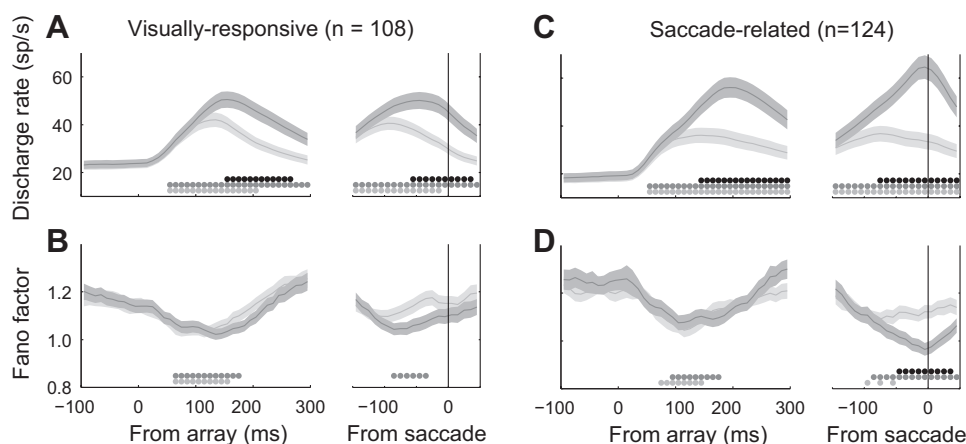 A
Visually-responsive (n = 108)
C
Saccade-related (n=124)
Discharge rate (sp/s)
60
40
20
B
D
Fano factor
1.2
1.0
0.8
−100 0 100 200 300
−100 0
−100 0 100 200 300
−100 0
From array (ms)
From saccade
From array (ms)
From saccade